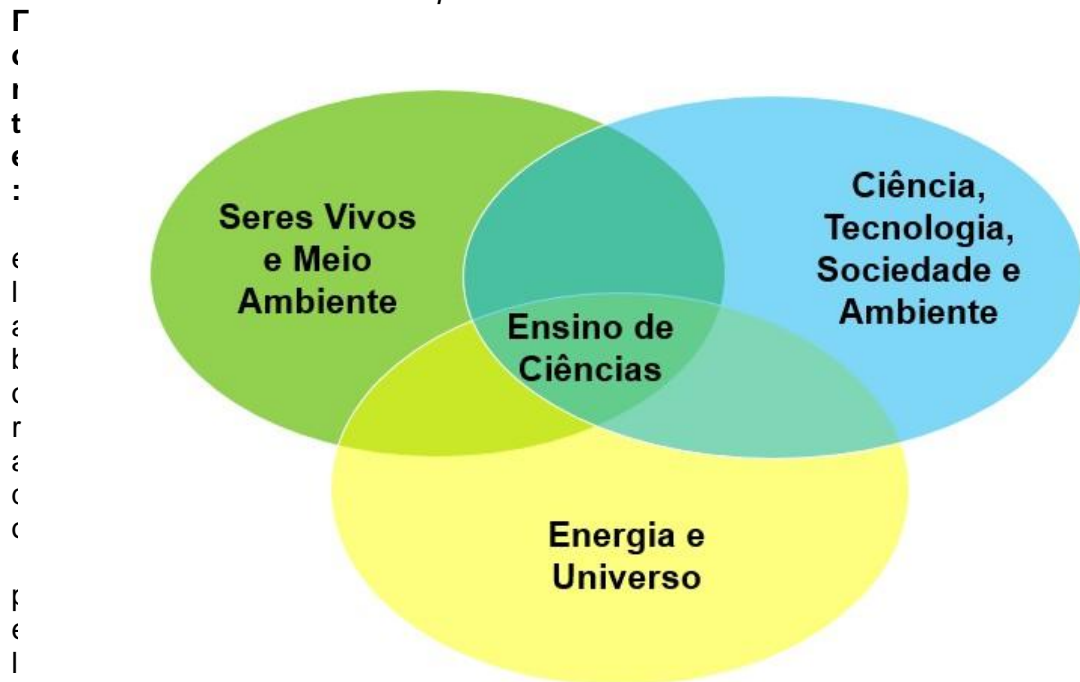 Seres Vivos
e Meio
Ambiente
Ciência,
Tecnologia,
Sociedade e
Ambiente
Ensino de
Ciências
Energia e
Universo